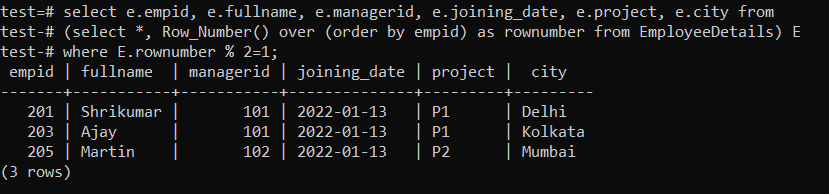 test=# select e.empid, e.fullname, e.managerid, e.joining_date, e.project, e.city from
test-# (select *, Row_Number() over (order by empid) as rownumber from EmployeeDetails) E
test-# where E.rownumber % 2=1;
 empid | fullname  | managerid | joining_date | project |  city
-------+-----------+-----------+--------------+---------+---------
   201 | Shrikumar |       101 | 2022-01-13   | P1      | Delhi
   203 | Ajay      |       101 | 2022-01-13   | P1      | Kolkata
   205 | Martin    |       102 | 2022-01-13   | P2      | Mumbai
(3 rows)